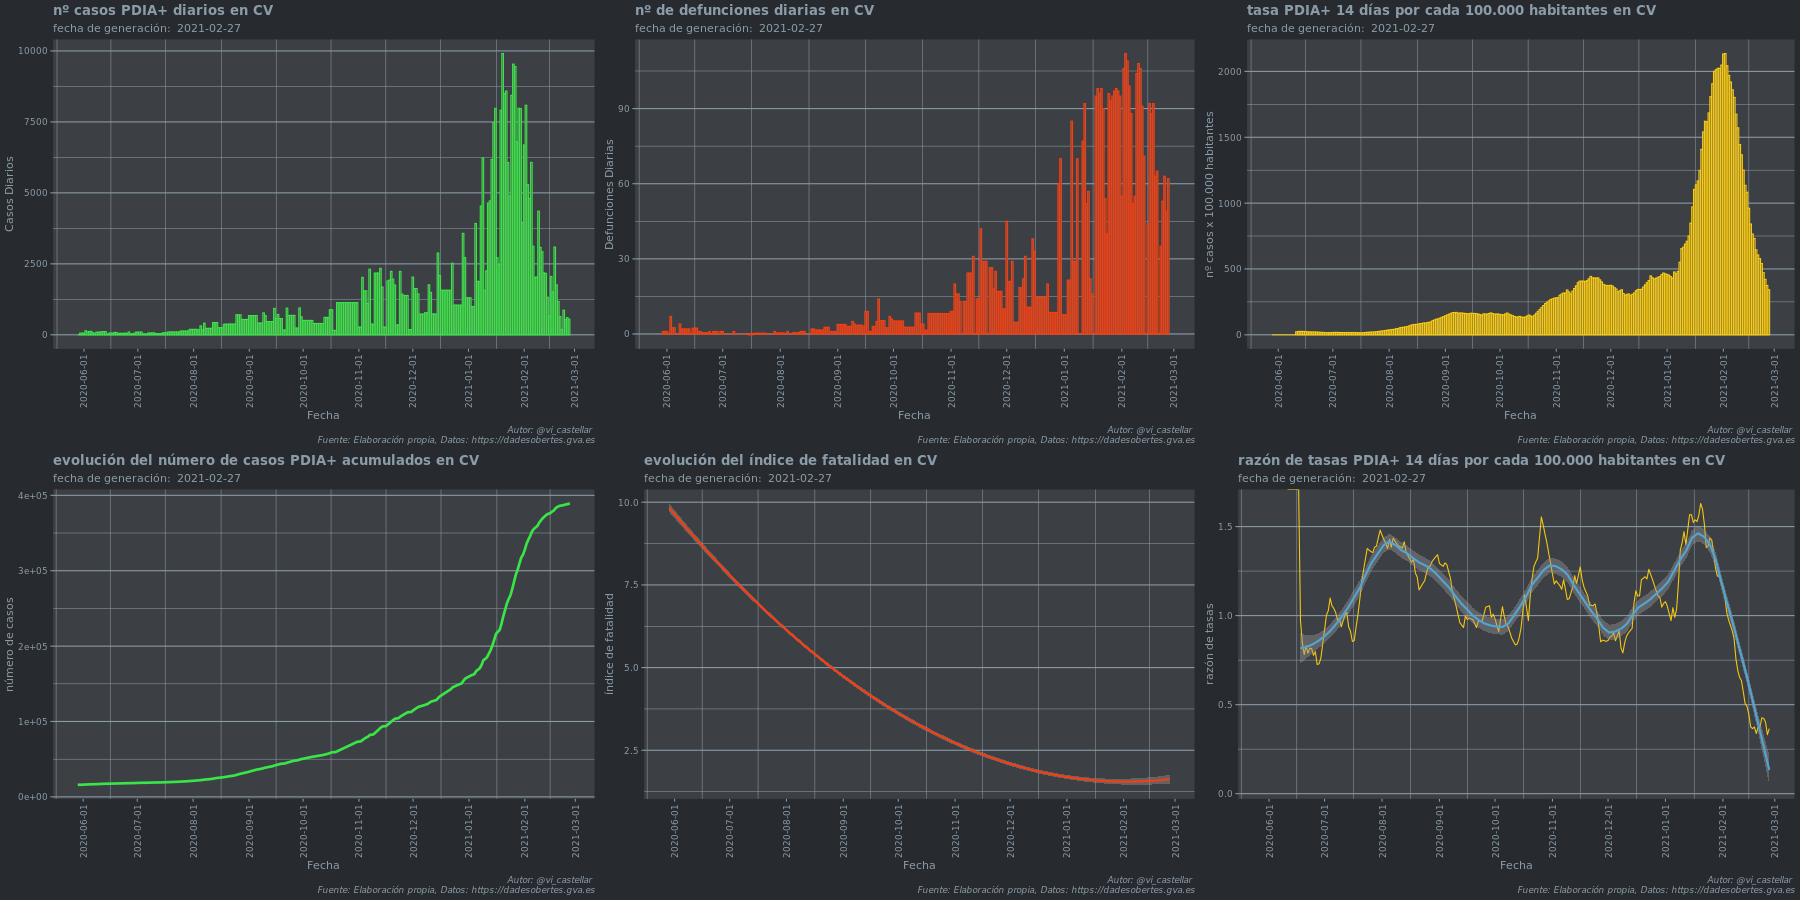 nº casos PDIA+ diarios en CV
fecha de generación:  2021-02-27
10000
7500
5000
2500
0
Casos Diarios
2020-06-01
2020-07-01
2020-08-01
2020-09-01
2020-10-01
2020-11-01
2020-12-01
2021-01-01
2021-02-01
2021-03-01
Fecha
Autor: @vi_castellar
Fuente: Elaboración propia, Datos: https://dadesobertes.gva.es
nº de defunciones diarias en CV
fecha de generación:  2021-02-27
90
60
30
0
Defunciones Diarias
2020-06-01
2020-07-01
2020-08-01
2020-09-01
2020-10-01
2020-11-01
2020-12-01
2021-01-01
2021-02-01
2021-03-01
Fecha
Autor: @vi_castellar
Fuente: Elaboración propia, Datos: https://dadesobertes.gva.es
tasa PDIA+ 14 días por cada 100.000 habitantes en CV
fecha de generación:  2021-02-27
2000
1500
1000
500
0
nº casos x 100.000 habitantes
2020-06-01
2020-07-01
2020-08-01
2020-09-01
2020-10-01
2020-11-01
2020-12-01
2021-01-01
2021-02-01
2021-03-01
Fecha
Autor: @vi_castellar
Fuente: Elaboración propia, Datos: https://dadesobertes.gva.es
evolución del número de casos PDIA+ acumulados en CV
fecha de generación:  2021-02-27
4e+05
3e+05
2e+05
1e+05
0e+00
número de casos
2020-06-01
2020-07-01
2020-08-01
2020-09-01
2020-10-01
2020-11-01
2020-12-01
2021-01-01
2021-02-01
2021-03-01
Fecha
Autor: @vi_castellar
Fuente: Elaboración propia, Datos: https://dadesobertes.gva.es
evolución del índice de fatalidad en CV
fecha de generación:  2021-02-27
10.0
7.5
5.0
2.5
índice de fatalidad
2020-06-01
2020-07-01
2020-08-01
2020-09-01
2020-10-01
2020-11-01
2020-12-01
2021-01-01
2021-02-01
2021-03-01
Fecha
Autor: @vi_castellar
Fuente: Elaboración propia, Datos: https://dadesobertes.gva.es
razón de tasas PDIA+ 14 días por cada 100.000 habitantes en CV
fecha de generación:  2021-02-27
1.5
1.0
0.5
0.0
razón de tasas
2020-06-01
2020-07-01
2020-08-01
2020-09-01
2020-10-01
2020-11-01
2020-12-01
2021-01-01
2021-02-01
2021-03-01
Fecha
Autor: @vi_castellar
Fuente: Elaboración propia, Datos: https://dadesobertes.gva.es